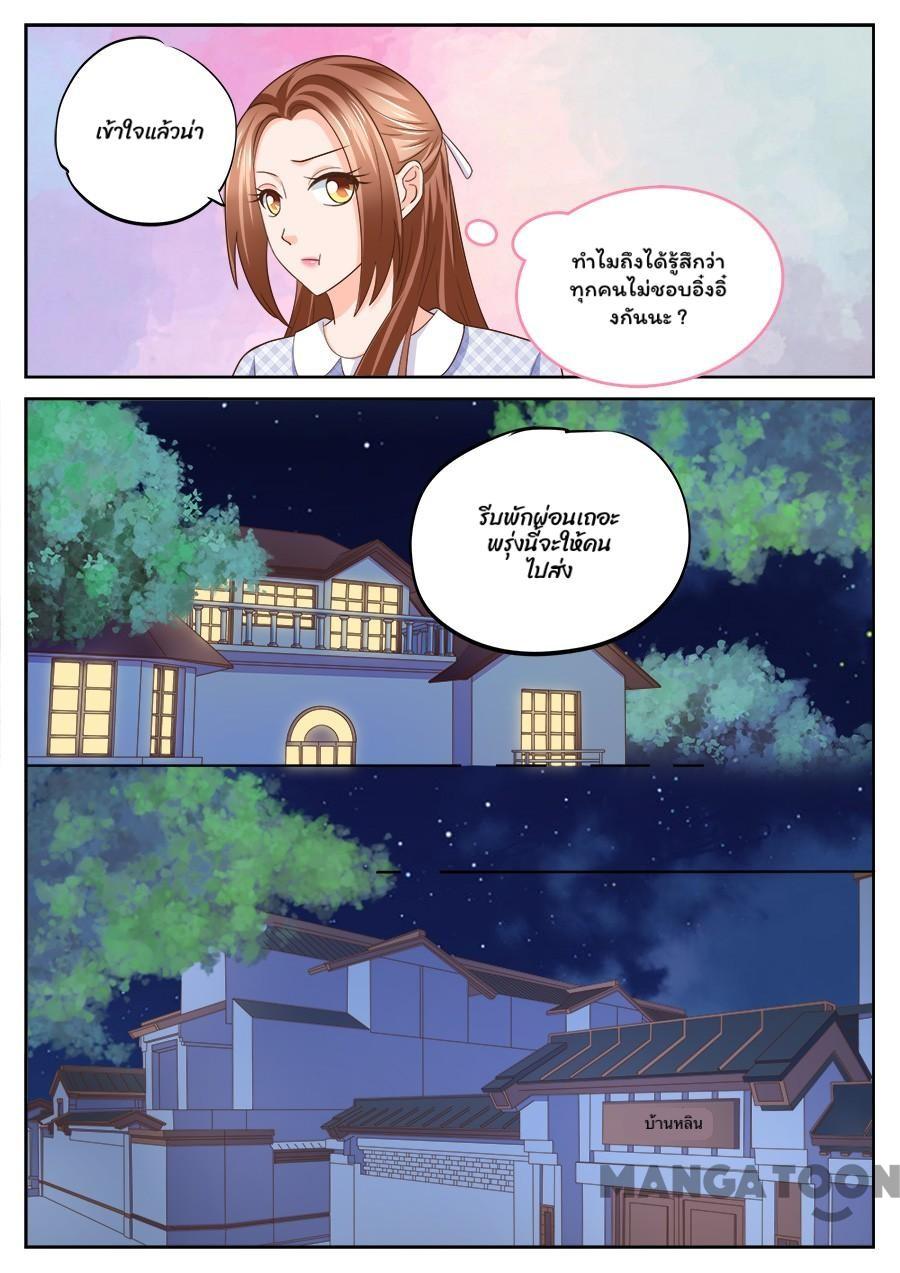 เข้าใจแล้วน่า
ทำไมถึงได้รู้สึกว่า
ทุกคนไม่ชอบอิ๋งอิ๋
งกันนะ ?
รีบพักผ่อนเถอะ
พรุ่งนี้จะให้คน
ไปส่ง
บ้านหลิน
MANGATOON